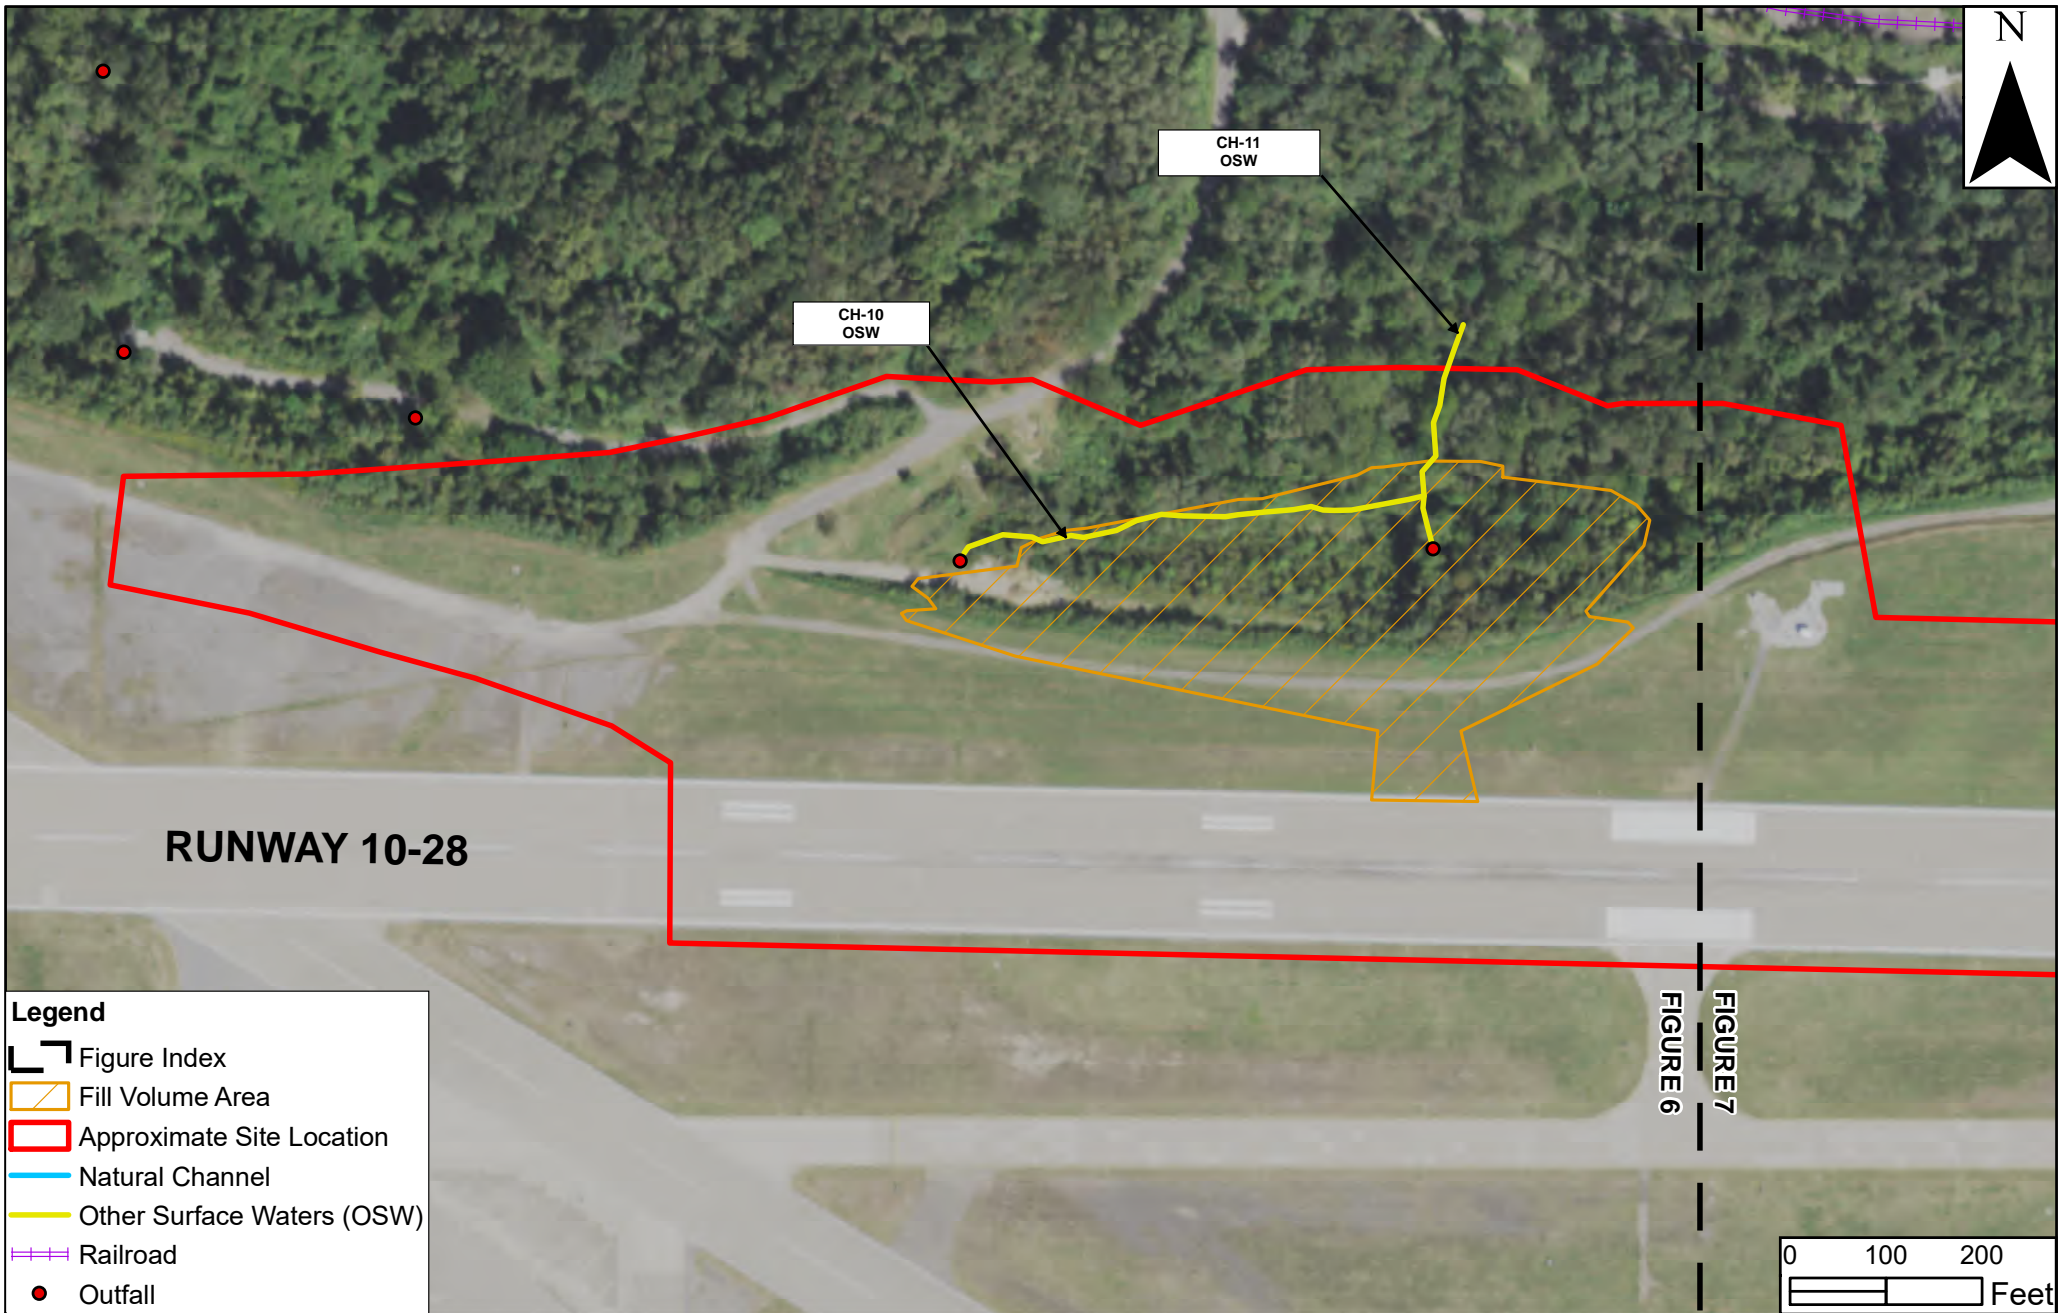 N
CH-11
OSW
CH-10
OSW
RUNWAY 10-28
FIGURE 6
FIGURE 7
Legend
Figure Index
Fill Volume Area
Approximate Site Location
Natural Channel
Other Surface Waters (OSW)
Railroad
Outfall
0 100 200
Feet